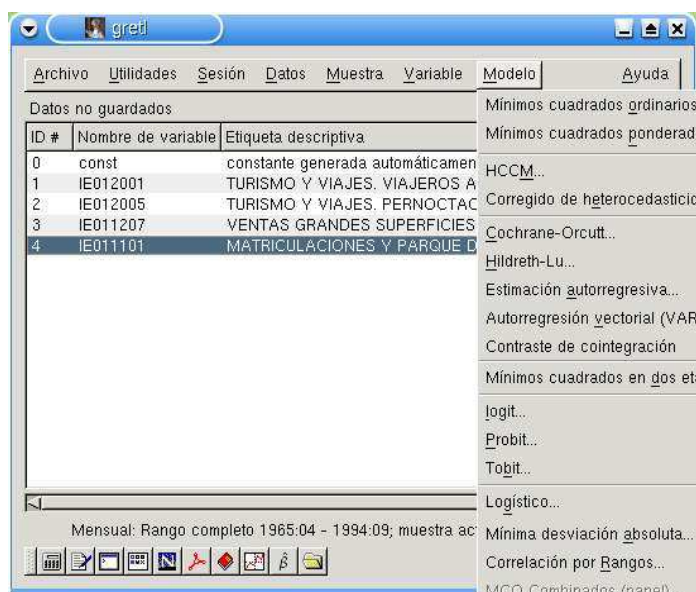 gretl
Archivo Utilidades Sesión Datos Muestra Variable Modelo Ayuda
Datos no guardados
ID # Nombre de variable Etiqueta descriptiva
0 const constante generada automáticamen
1 IE012001 TURISMO Y VIAJES. VIAJEROS A
2 IE012005 TURISMO Y VIAJES. PERNOCTAC
3 IE011207 VENTAS GRANDES SUPERFICIES
4 IE011101 MATRICULACIONES Y PARQUE D
Mensual: Rango completo 1965:04 - 1994:09; muestra ac
Mínimos cuadrados ordinarios
Mínimos cuadrados ponderad
HCCM...
Corregido de heterocedasticid
Cochrane-Orcutt...
Hildreth-Lu...
Estimación autorregresiva...
Autorregresión vectorial (VAR
Contraste de cointegración
Mínimos cuadrados en dos et
logit...
Probit...
Tobit...
Logístico...
Mínima desviación absoluta...
Correlación por Rangos...
MCO Combinados (panel)
β̂